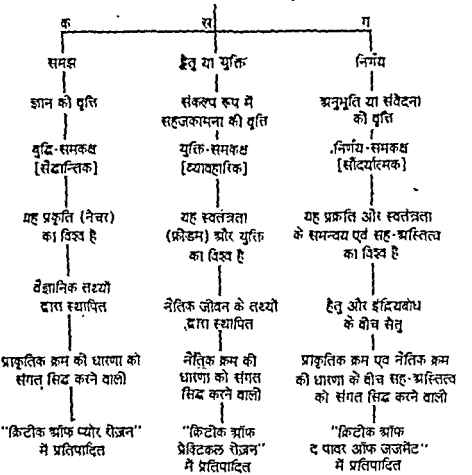 क
स
ग
समझ
हेतु या युक्ति
निर्णय
ज्ञान की वृत्ति
संकल्प रूप में
सहजकामना की वृत्ति
अनुभूति या संवेदना
की वृत्ति
बुद्धि-समकक्ष
[सैद्धान्तिक]
युक्ति-समकक्ष
[व्यावहारिक]
निर्णय-समकक्ष
[सौंदर्यात्मक]
यह प्रकृति (नेचर)
का विश्व है
यह स्वतंत्रता
(फ्रीडम) और युक्ति
का विश्व है
यह प्रकृति और स्वतंत्रता
के समन्वय एवं सह-अस्तित्व
का विश्व है
वैज्ञानिक तथ्यों
द्वारा स्थापित
नैतिक जीवन के तथ्यों
द्वारा स्थापित
हेतु और इंद्रियबोध
के बीच सेतु
प्राकृतिक क्रम की धारणा को
संगत सिद्ध करने वाली
नैतिक क्रम की
धारणा को संगत
सिद्ध करने वाली
प्राकृतिक क्रम एव नैतिक क्रम
की धारणा के बीच सह-अस्तित्व
को संगत सिद्ध करने वाली
"क्रिटीक ऑफ प्योर रीज़न"
में प्रतिपादित
"क्रिटीक ऑफ
प्रेक्टिकल रीज़न"
में प्रतिपादित
"क्रिटीक ऑफ
द पावर ऑफ जजमेंट"
में प्रतिपादित